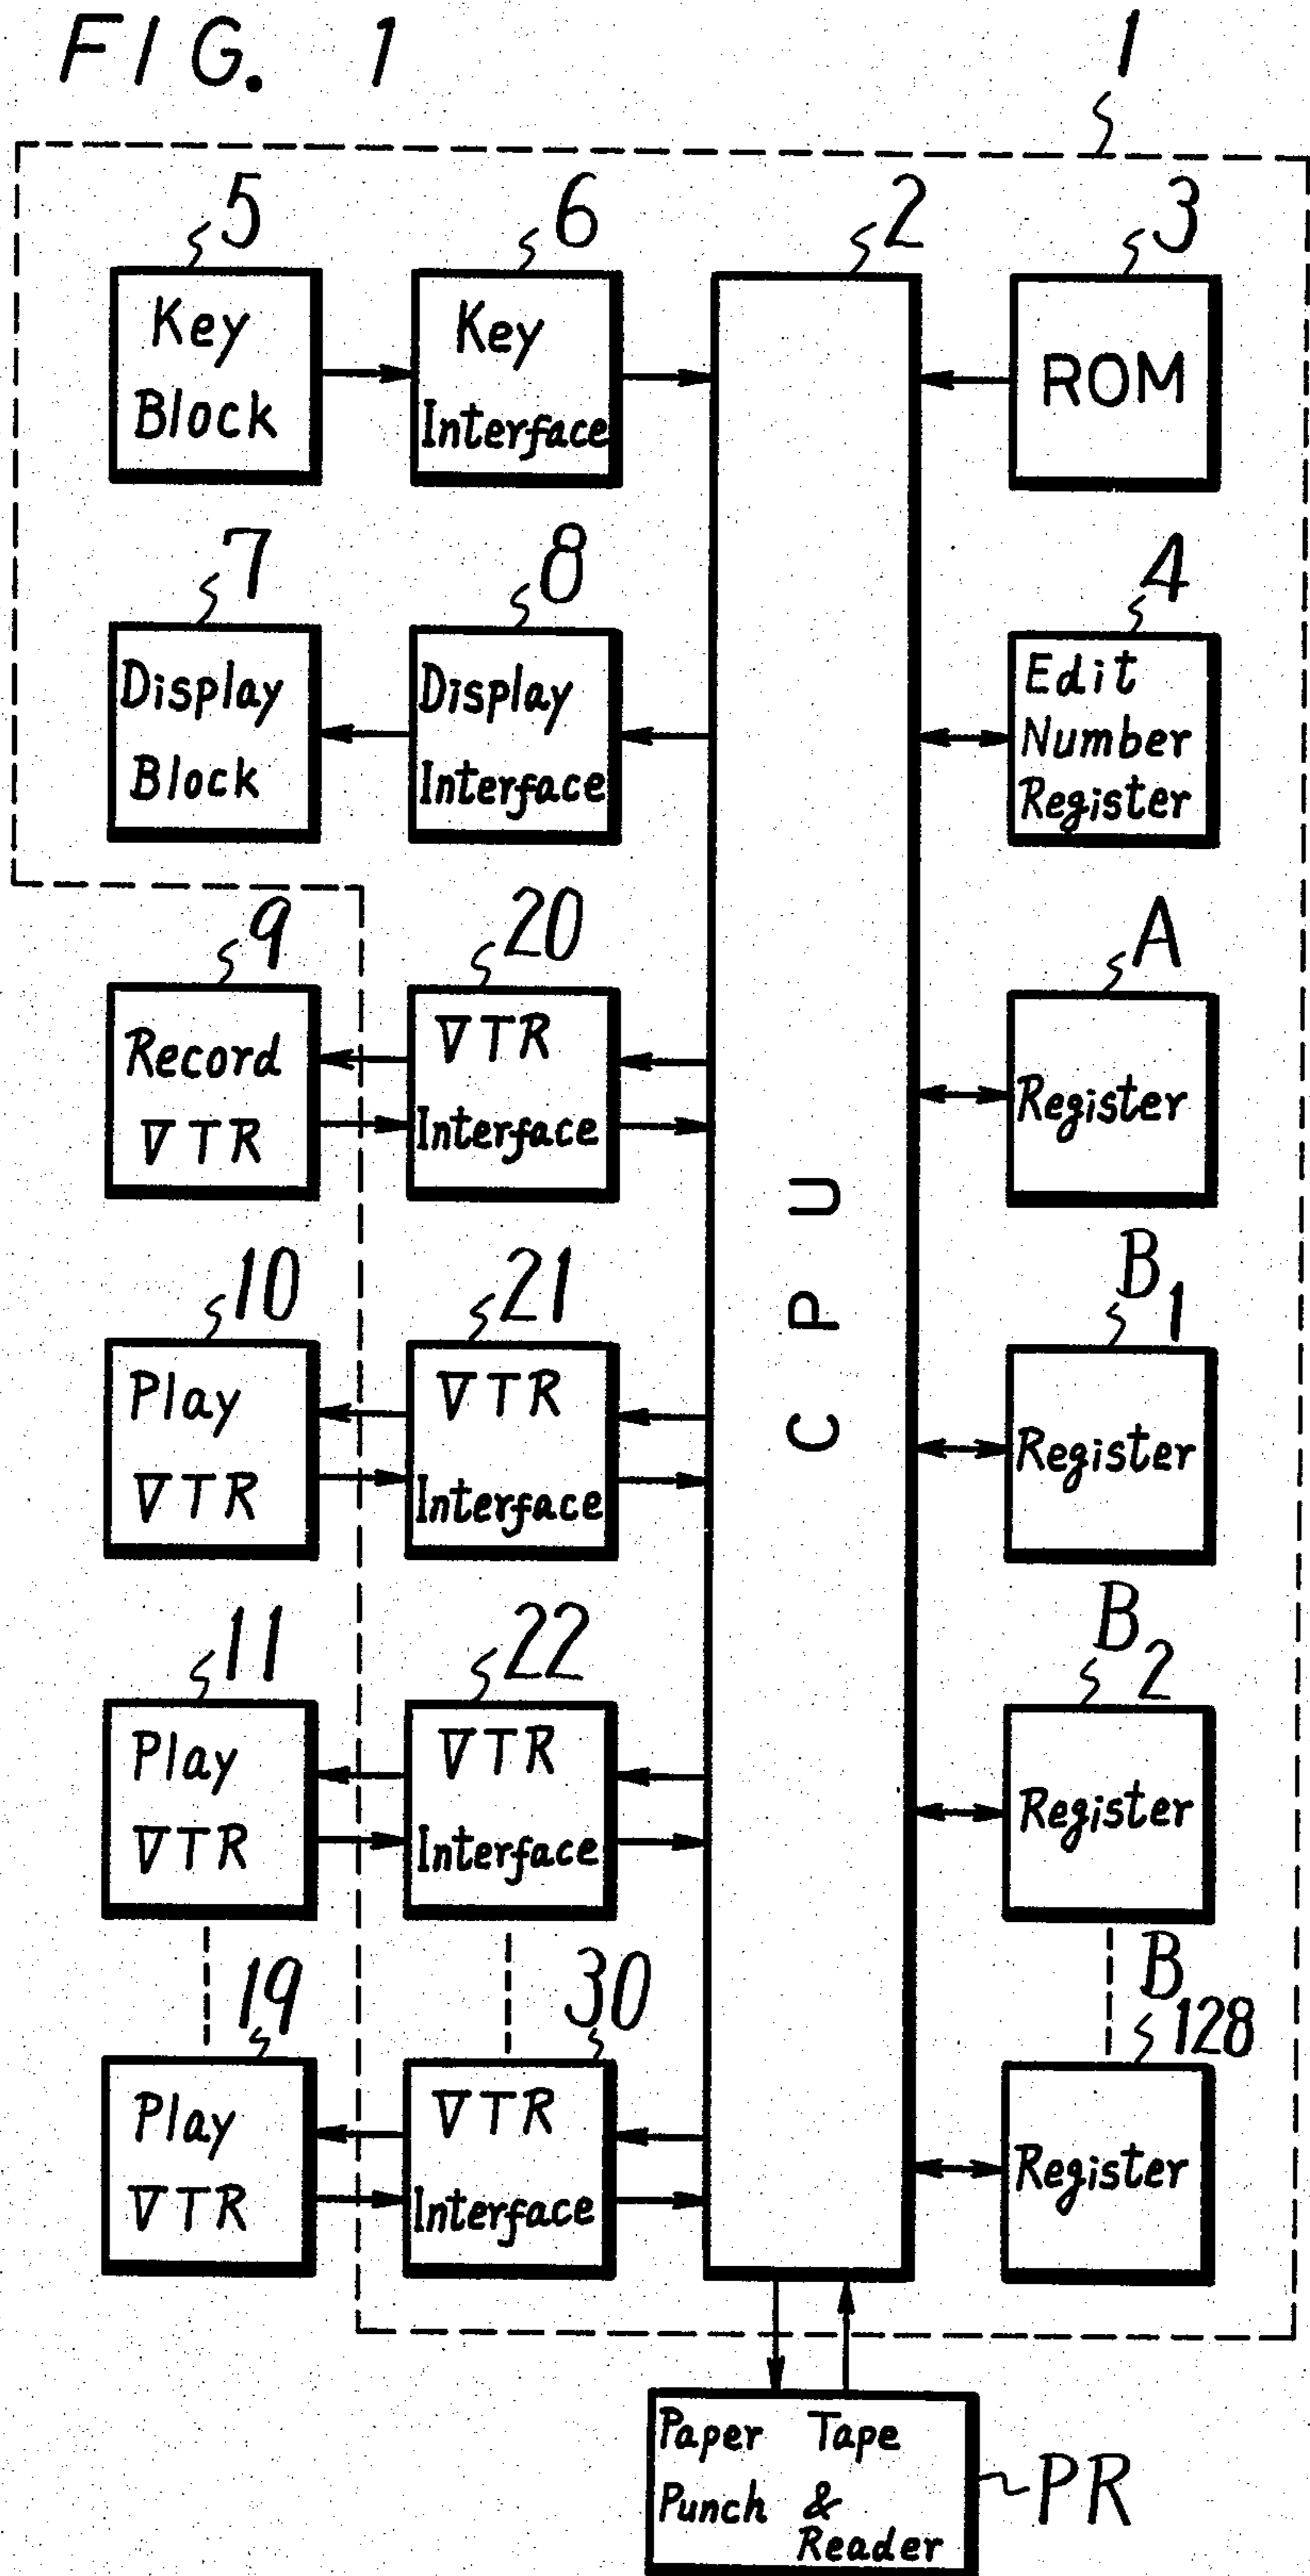 FIG. 1
1
5
6
2
3
Key
Block
Key
Interface
ROM
7
8
4
Display
Block
Display
Interface
Edit
Number
Register
CPU
9
20
A
Record
VTR
VTR
Interface
Register
10
21
B1
Play
VTR
VTR
Interface
Register
11
22
B2
Play
VTR
VTR
Interface
Register
19
30
B128
Play
VTR
VTR
Interface
Register
Paper Tape
Punch &
Reader
PR